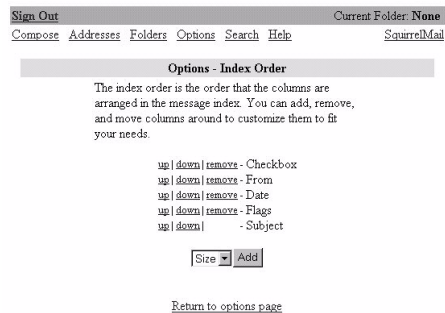 Sign Out Current Folder: None
Compose Addresses Folders Options Search Help SquirrelMail
Options - Index Order
The index order is the order that the columns are
arranged in the message index. You can add, remove,
and move columns around to customize them to fit
your needs.
up | down | remove - Checkbox
up | down | remove - From
up | down | remove - Date
up | down | remove - Flags
up | down | - Subject
Size Add
Return to options page